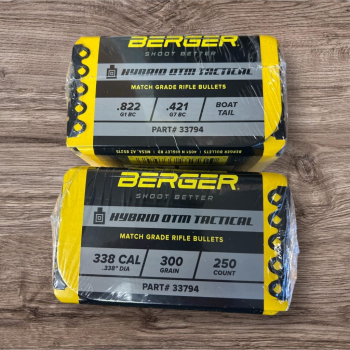 BERGER
SHOOT BETTER
HYBRID OTM TACTICAL
MATCH GRADE RIFLE BULLETS
.822 .421 BOAT
G1 BC G7 BC TAIL
PART# 33794
BERGER
SHOOT BETTER
HYBRID OTM TACTICAL
MATCH GRADE RIFLE BULLETS
338 CAL 300 250
.338" DIA GRAIN COUNT
PART# 33794